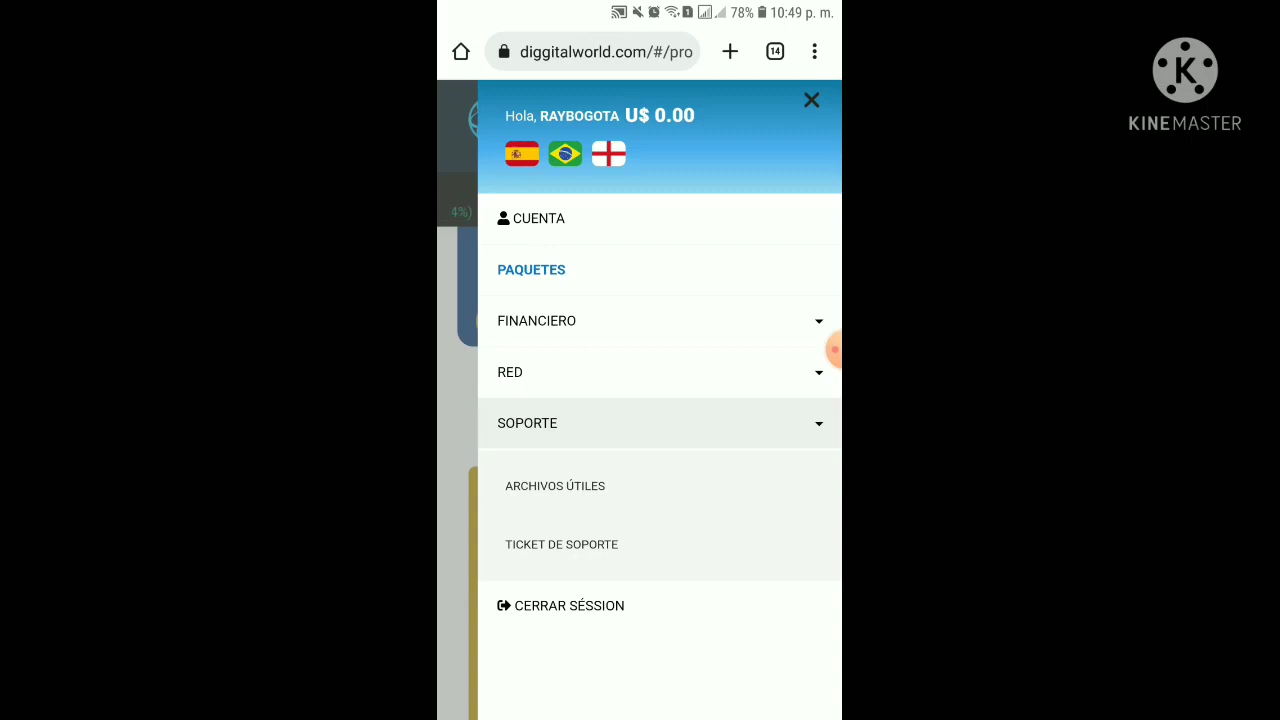 78% 10:49 p. m.
diggitalworld.com/#/pro
14
Hola, RAYBOGOTA U$ 0.00
K
KINEMASTER
CUENTA
4%)
PAQUETES
FINANCIERO
RED
SOPORTE
ARCHIVOS ÚTILES
TICKET DE SOPORTE
CERRAR SÉSSION